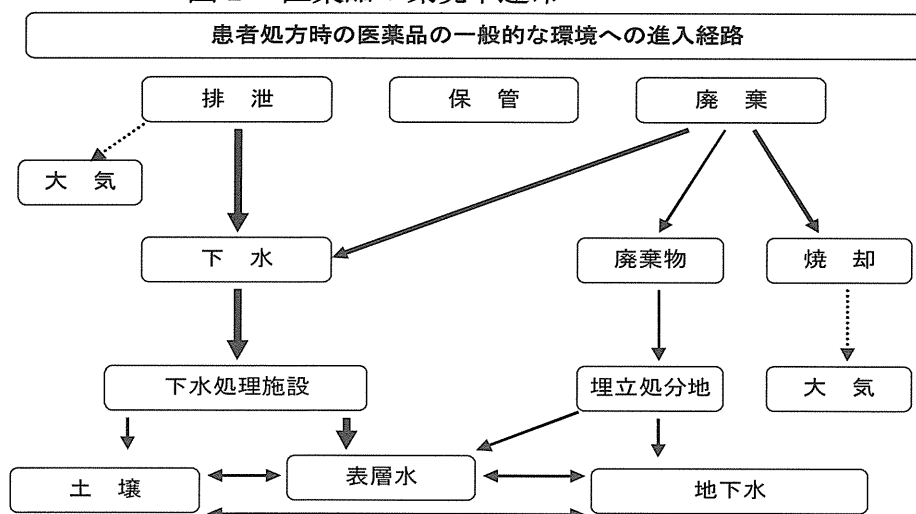 患者処方時の医薬品の一般的な環境への進入経路
排 泄
保 管
廃 棄
大 気
下 水
廃棄物
焼 却
下水処理施設
埋立処分地
大 気
土 壌
表層水
地下水